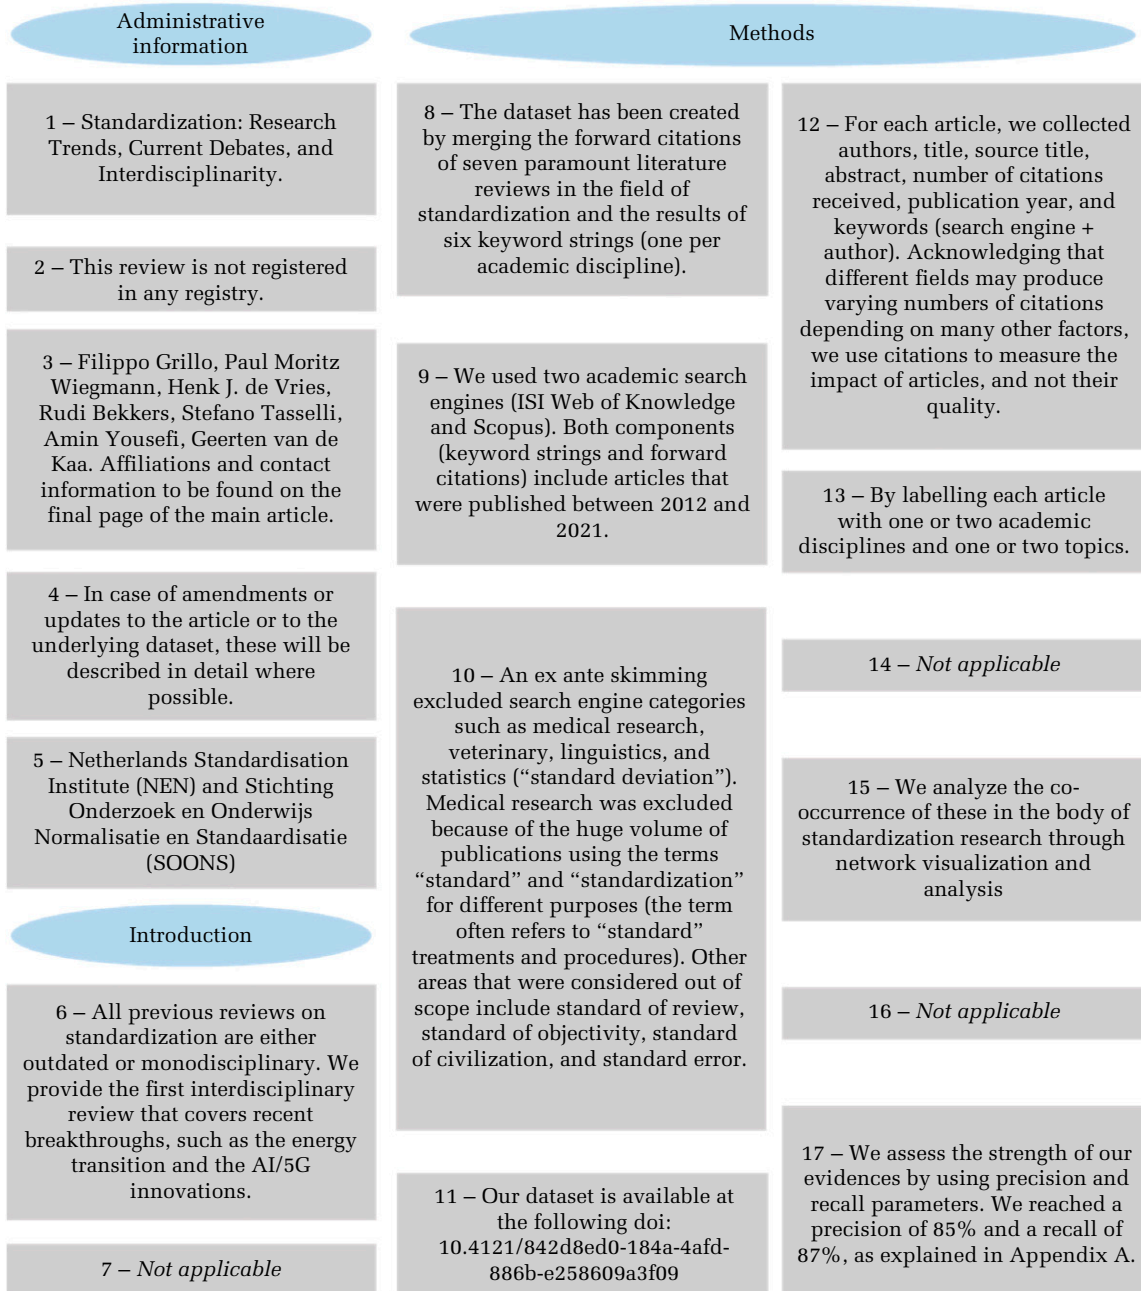 Administrative
information
1 – Standardization: Research
Trends, Current Debates, and
Interdisciplinarity.
2 – This review is not registered
in any registry.
3 – Filippo Grillo, Paul Moritz
Wiegmann, Henk J. de Vries,
Rudi Bekkers, Stefano Tasselli,
Amin Yousefi, Geerten van de
Kaa. Affiliations and contact
information to be found on the
final page of the main article.
4 – In case of amendments or
updates to the article or to the
underlying dataset, these will be
described in detail where
possible.
5 – Netherlands Standardisation
Institute (NEN) and Stichting
Onderzoek en Onderwijs
Normalisatie en Standaardisatie
(SOONS)
Introduction
6 – All previous reviews on
standardization are either
outdated or monodisciplinary. We
provide the first interdisciplinary
review that covers recent
breakthroughs, such as the energy
transition and the AI/5G
innovations.
7 – Not applicable
Methods
8 – The dataset has been created
by merging the forward citations
of seven paramount literature
reviews in the field of
standardization and the results of
six keyword strings (one per
academic discipline).
9 – We used two academic search
engines (ISI Web of Knowledge
and Scopus). Both components
(keyword strings and forward
citations) include articles that
were published between 2012 and
2021.
10 – An ex ante skimming
excluded search engine categories
such as medical research,
veterinary, linguistics, and
statistics (“standard deviation”).
Medical research was excluded
because of the huge volume of
publications using the terms
“standard” and “standardization”
for different purposes (the term
often refers to “standard”
treatments and procedures). Other
areas that were considered out of
scope include standard of review,
standard of objectivity, standard
of civilization, and standard error.
11 – Our dataset is available at
the following doi:
10.4121/842d8ed0-184a-4afd-
886b-e258609a3f09
12 – For each article, we collected
authors, title, source title,
abstract, number of citations
received, publication year, and
keywords (search engine +
author). Acknowledging that
different fields may produce
varying numbers of citations
depending on many other factors,
we use citations to measure the
impact of articles, and not their
quality.
13 – By labelling each article
with one or two academic
disciplines and one or two topics.
14 – Not applicable
15 – We analyze the co-
occurrence of these in the body of
standardization research through
network visualization and
analysis
16 – Not applicable
17 – We assess the strength of our
evidences by using precision and
recall parameters. We reached a
precision of 85% and a recall of
87%, as explained in Appendix A.